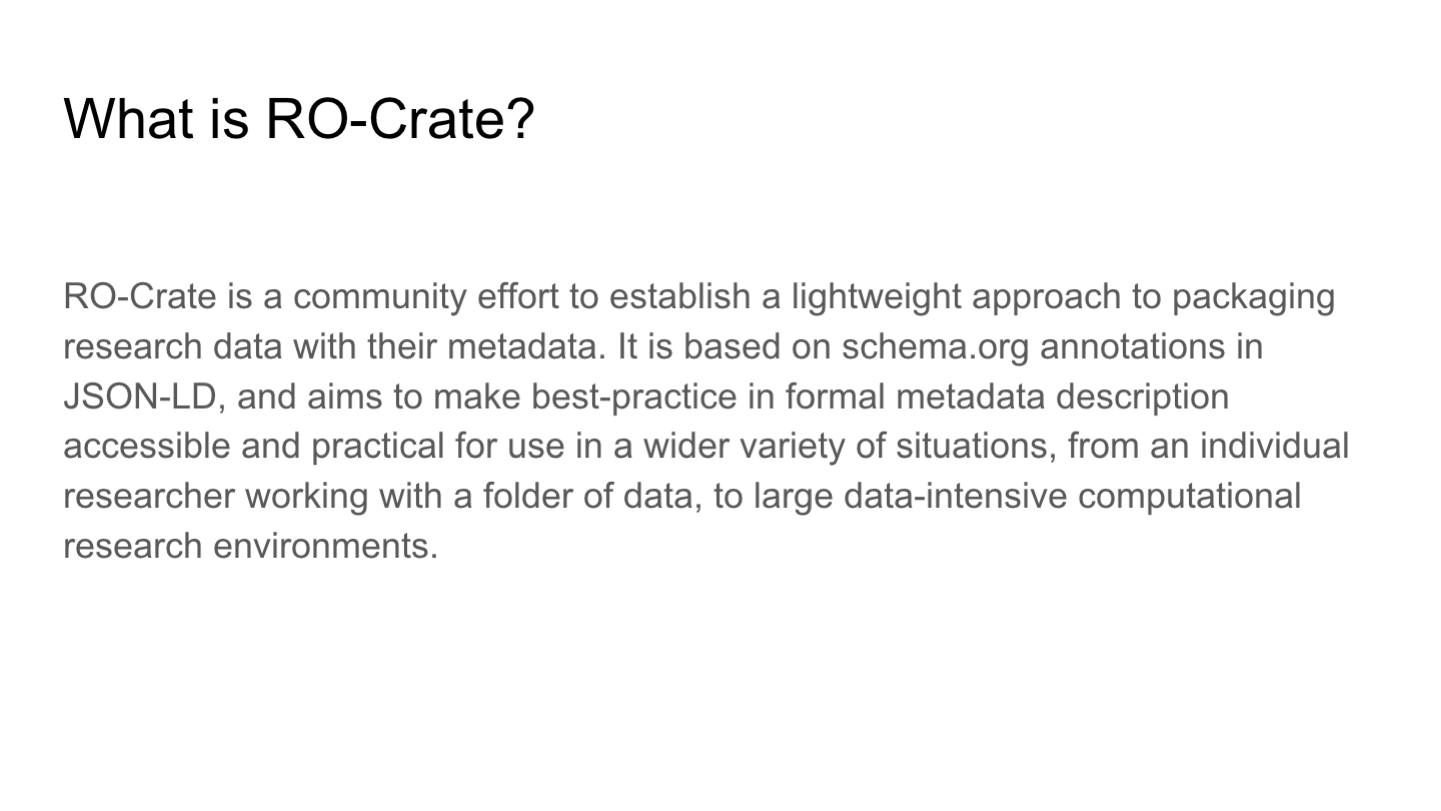 What is RO-Crate?
RO-Crate is a community effort to establish a lightweight approach to packaging
research data with their metadata. It is based on schema.org annotations in
JSON-LD, and aims to make best-practice in formal metadata description
accessible and practical for use in a wider variety of situations, from an individual
researcher working with a folder of data, to large data-intensive computational
research environments.